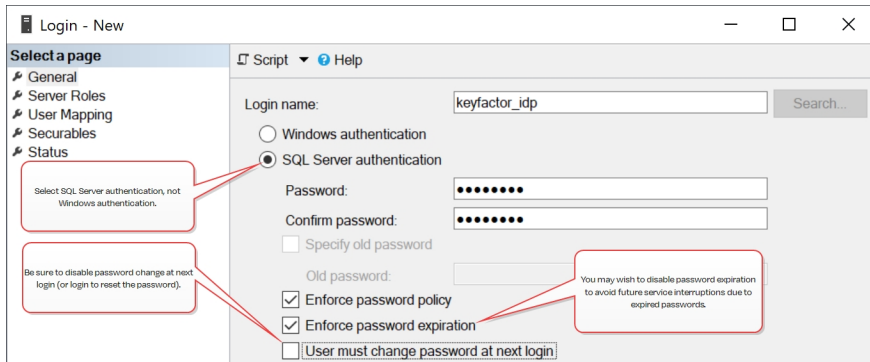 Login - New
Select a page
General
Server Roles
User Mapping
Securables
Status
Script Help
Login name: keyfactor_idp Search...
Windows authentication
SQL Server authentication
Password: ●●●●●●●●
Confirm password: ●●●●●●●●
Specify old password
Old password:
Enforce password policy
Enforce password expiration
User must change password at next login
Select SQL Server authentication, not
Windows authentication.
Be sure to disable password change at next
login (or login to reset the password).
You may wish to disable password expiration
to avoid future service interruptions due to
expired passwords.